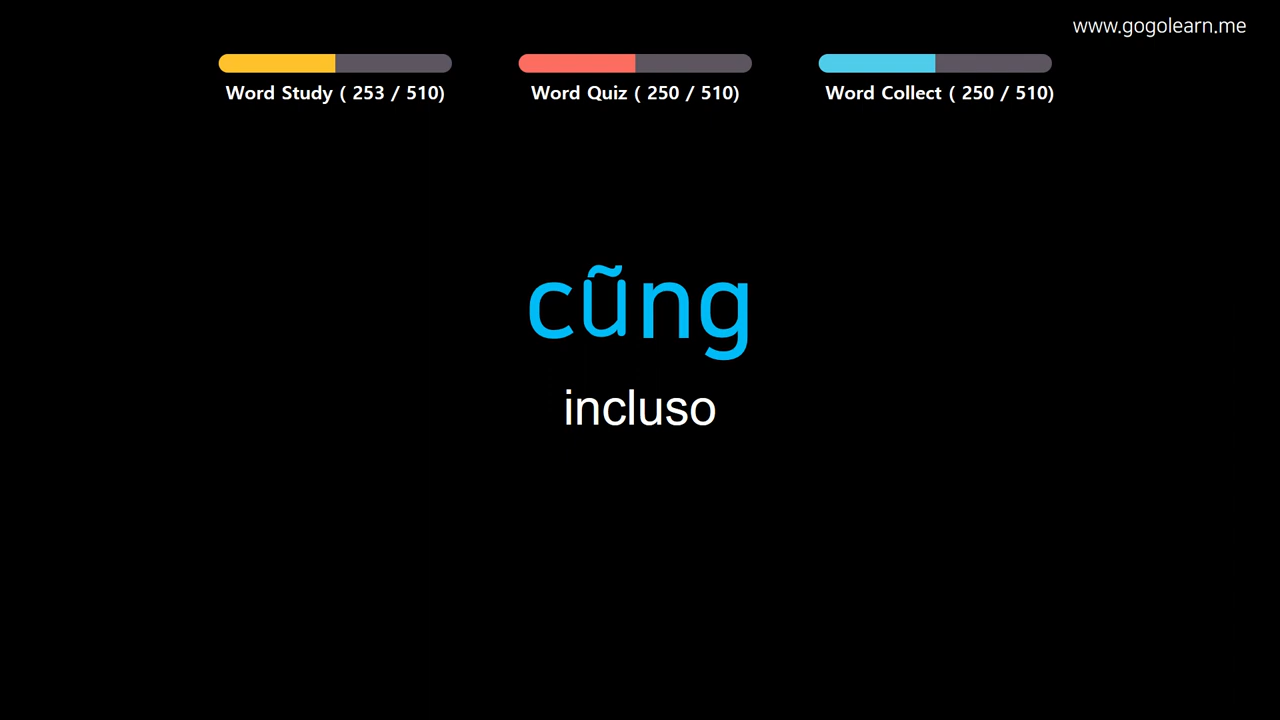 www.gogolearn.me
Word Study ( 253 / 510)
Word Quiz ( 250 / 510)
Word Collect ( 250 / 510)
cũng
incluso